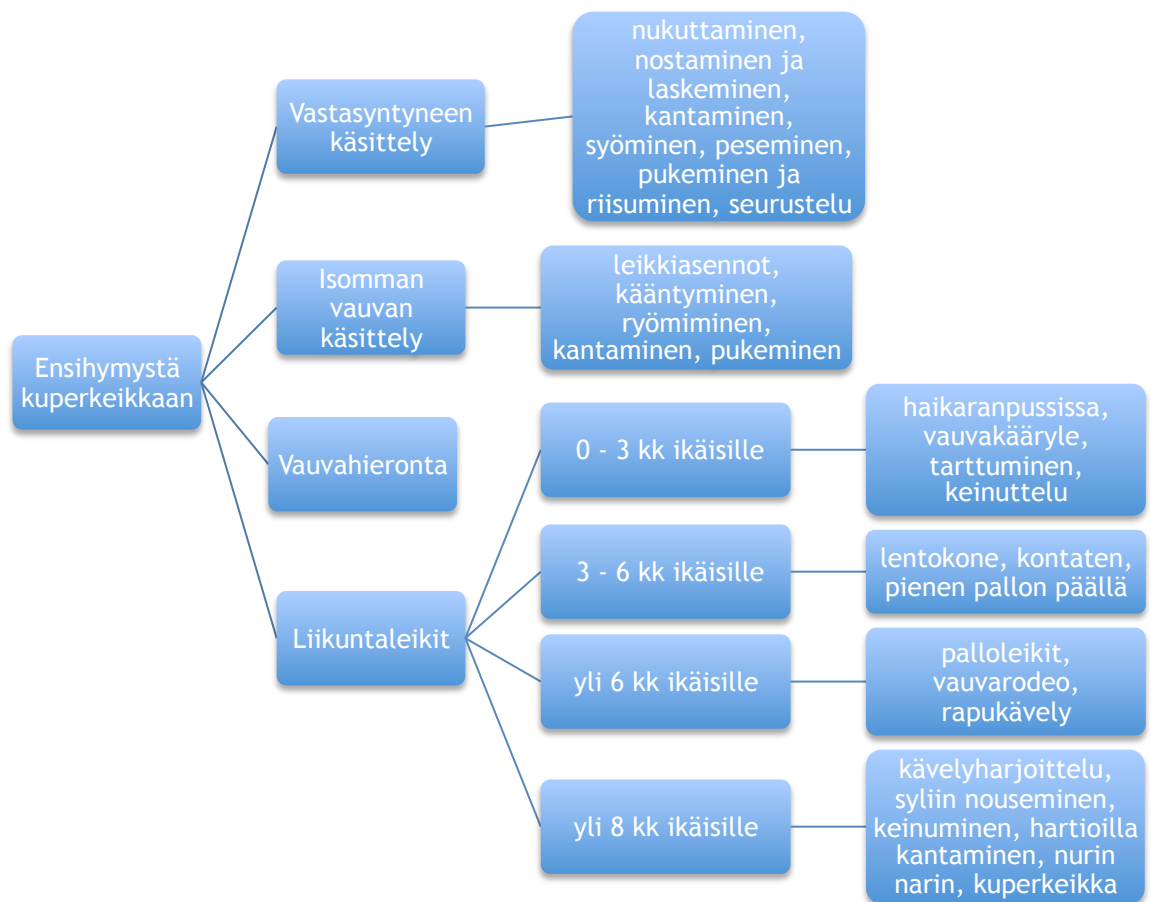 Ensihymystä
kuperkeikkaan
Vastasyntyneen
käsittely
nukuttaminen,
nostaminen ja
laskeminen,
kantaminen,
syöminen, peseminen,
pukeminen ja
riisuminen, seurustelu
Isomman
vauvan
käsittely
leikkiasennot,
kääntyminen,
ryömiminen,
kantaminen, pukeminen
Vauvahieronta
Liikuntaleikit
0 - 3 kk ikäisille
haikaranpussissa,
vauvakääryle,
tarttuminen,
keinuttelu
3 - 6 kk ikäisille
lentokone, kontaten,
pienen pallon päällä
yli 6 kk ikäisille
palloleikit,
vauvarodeo,
rapukävely
yli 8 kk ikäisille
kävelyharjoittelu,
syliin nouseminen,
keinuminen, hartioilla
kantaminen, nurin
narin, kuperkeikka